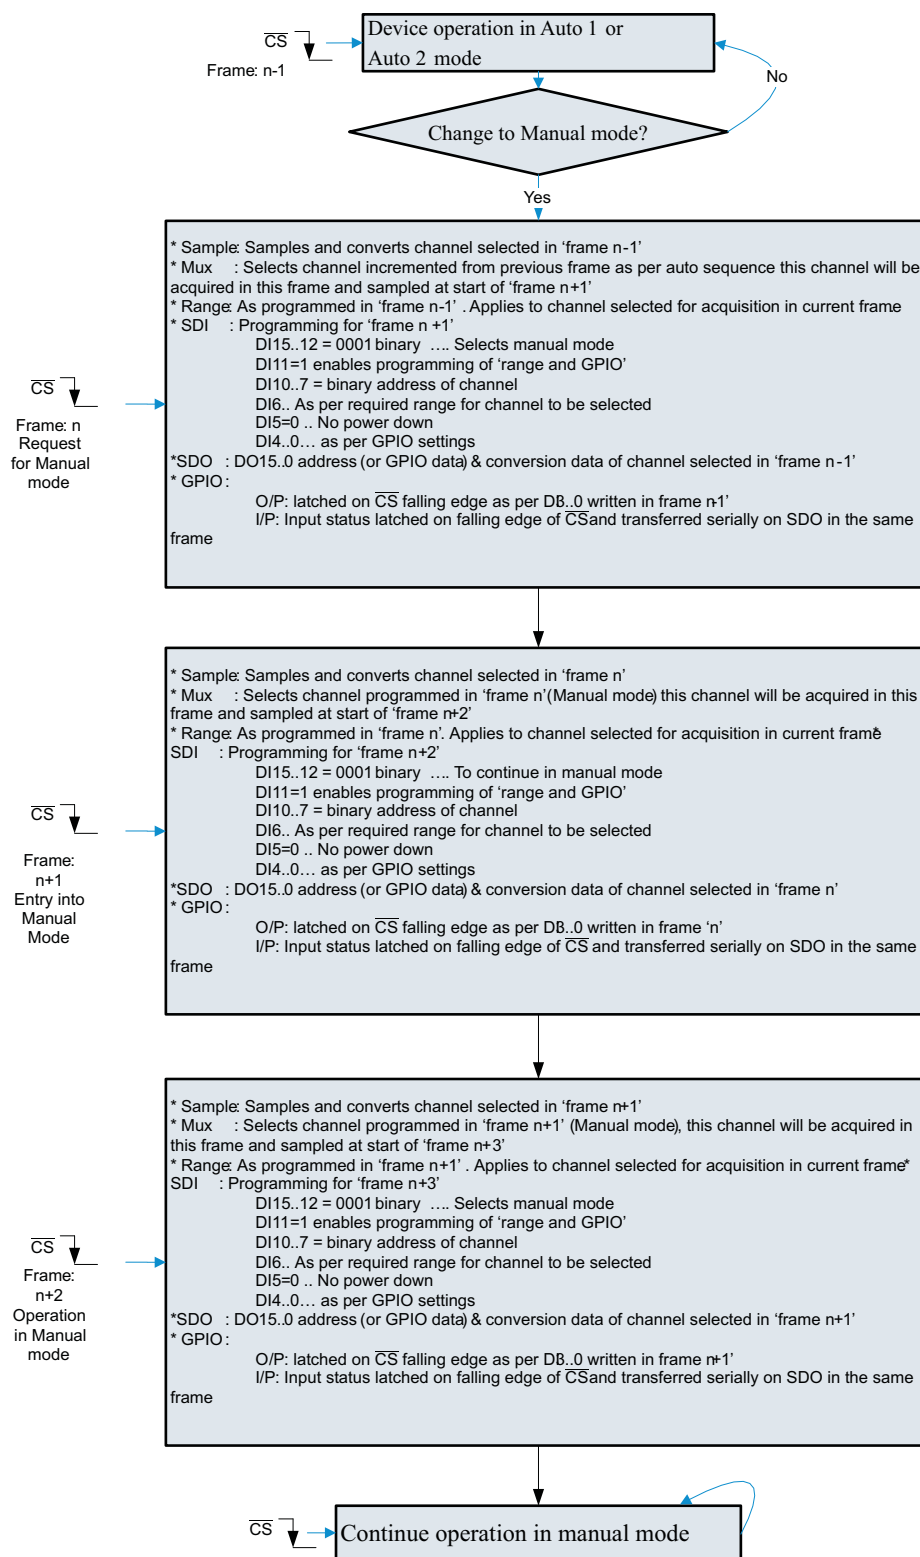 CS
Frame: n-1
Device operation in Auto 1 or
Auto 2 mode
No
Change to Manual mode?
Yes
CS
Frame: n
Request
for Manual
mode
* Sample: Samples and converts channel selected in ‘frame n-1’
* Mux : Selects channel incremented from previous frame as per auto sequence this channel will be
acquired in this frame and sampled at start of ‘frame n+1’
* Range: As programmed in ‘frame n-1’ . Applies to channel selected for acquisition in current frame
* SDI : Programming for ‘frame n +1’
DI15..12 = 0001 binary .... Selects manual mode
DI11=1 enables programming of ‘range and GPIO’
DI10..7 = binary address of channel
DI6.. As per required range for channel to be selected
DI5=0 .. No power down
DI4..0... as per GPIO settings
*SDO : DO15..0 address (or GPIO data) & conversion data of channel selected in ‘frame n-1’
* GPIO :
O/P: latched on CS falling edge as per DB..0 written in frame n-1’
I/P: Input status latched on falling edge of CS and transferred serially on SDO in the same
frame
CS
Frame:
n+1
Entry into
Manual
Mode
* Sample: Samples and converts channel selected in ‘frame n’
* Mux : Selects channel programmed in ‘frame n’(Manual mode) this channel will be acquired in this
frame and sampled at start of ‘frame n+2’
* Range: As programmed in ‘frame n’. Applies to channel selected for acquisition in current frame*
SDI : Programming for ‘frame n+2’
DI15..12 = 0001 binary .... To continue in manual mode
DI11=1 enables programming of ‘range and GPIO’
DI10..7 = binary address of channel
DI6.. As per required range for channel to be selected
DI5=0 .. No power down
DI4..0... as per GPIO settings
*SDO : DO15..0 address (or GPIO data) & conversion data of channel selected in ‘frame n’
* GPIO :
O/P: latched on CS falling edge as per DB..0 written in frame ‘n’
I/P: Input status latched on falling edge of CS and transferred serially on SDO in the same
frame
CS
Frame:
n+2
Operation
in Manual
mode
* Sample: Samples and converts channel selected in ‘frame n+1’
* Mux : Selects channel programmed in ‘frame n+1’ (Manual mode), this channel will be acquired in
this frame and sampled at start of ‘frame n+3’
* Range: As programmed in ‘frame n+1’ . Applies to channel selected for acquisition in current frame*
SDI : Programming for ‘frame n+3’
DI15..12 = 0001 binary .... Selects manual mode
DI11=1 enables programming of ‘range and GPIO’
DI10..7 = binary address of channel
DI6.. As per required range for channel to be selected
DI5=0 .. No power down
DI4..0... as per GPIO settings
*SDO : DO15..0 address (or GPIO data) & conversion data of channel selected in ‘frame n+1’
* GPIO :
O/P: latched on CS falling edge as per DB..0 written in frame n+1’
I/P: Input status latched on falling edge of CS and transferred serially on SDO in the same
frame
CS
Continue operation in manual mode